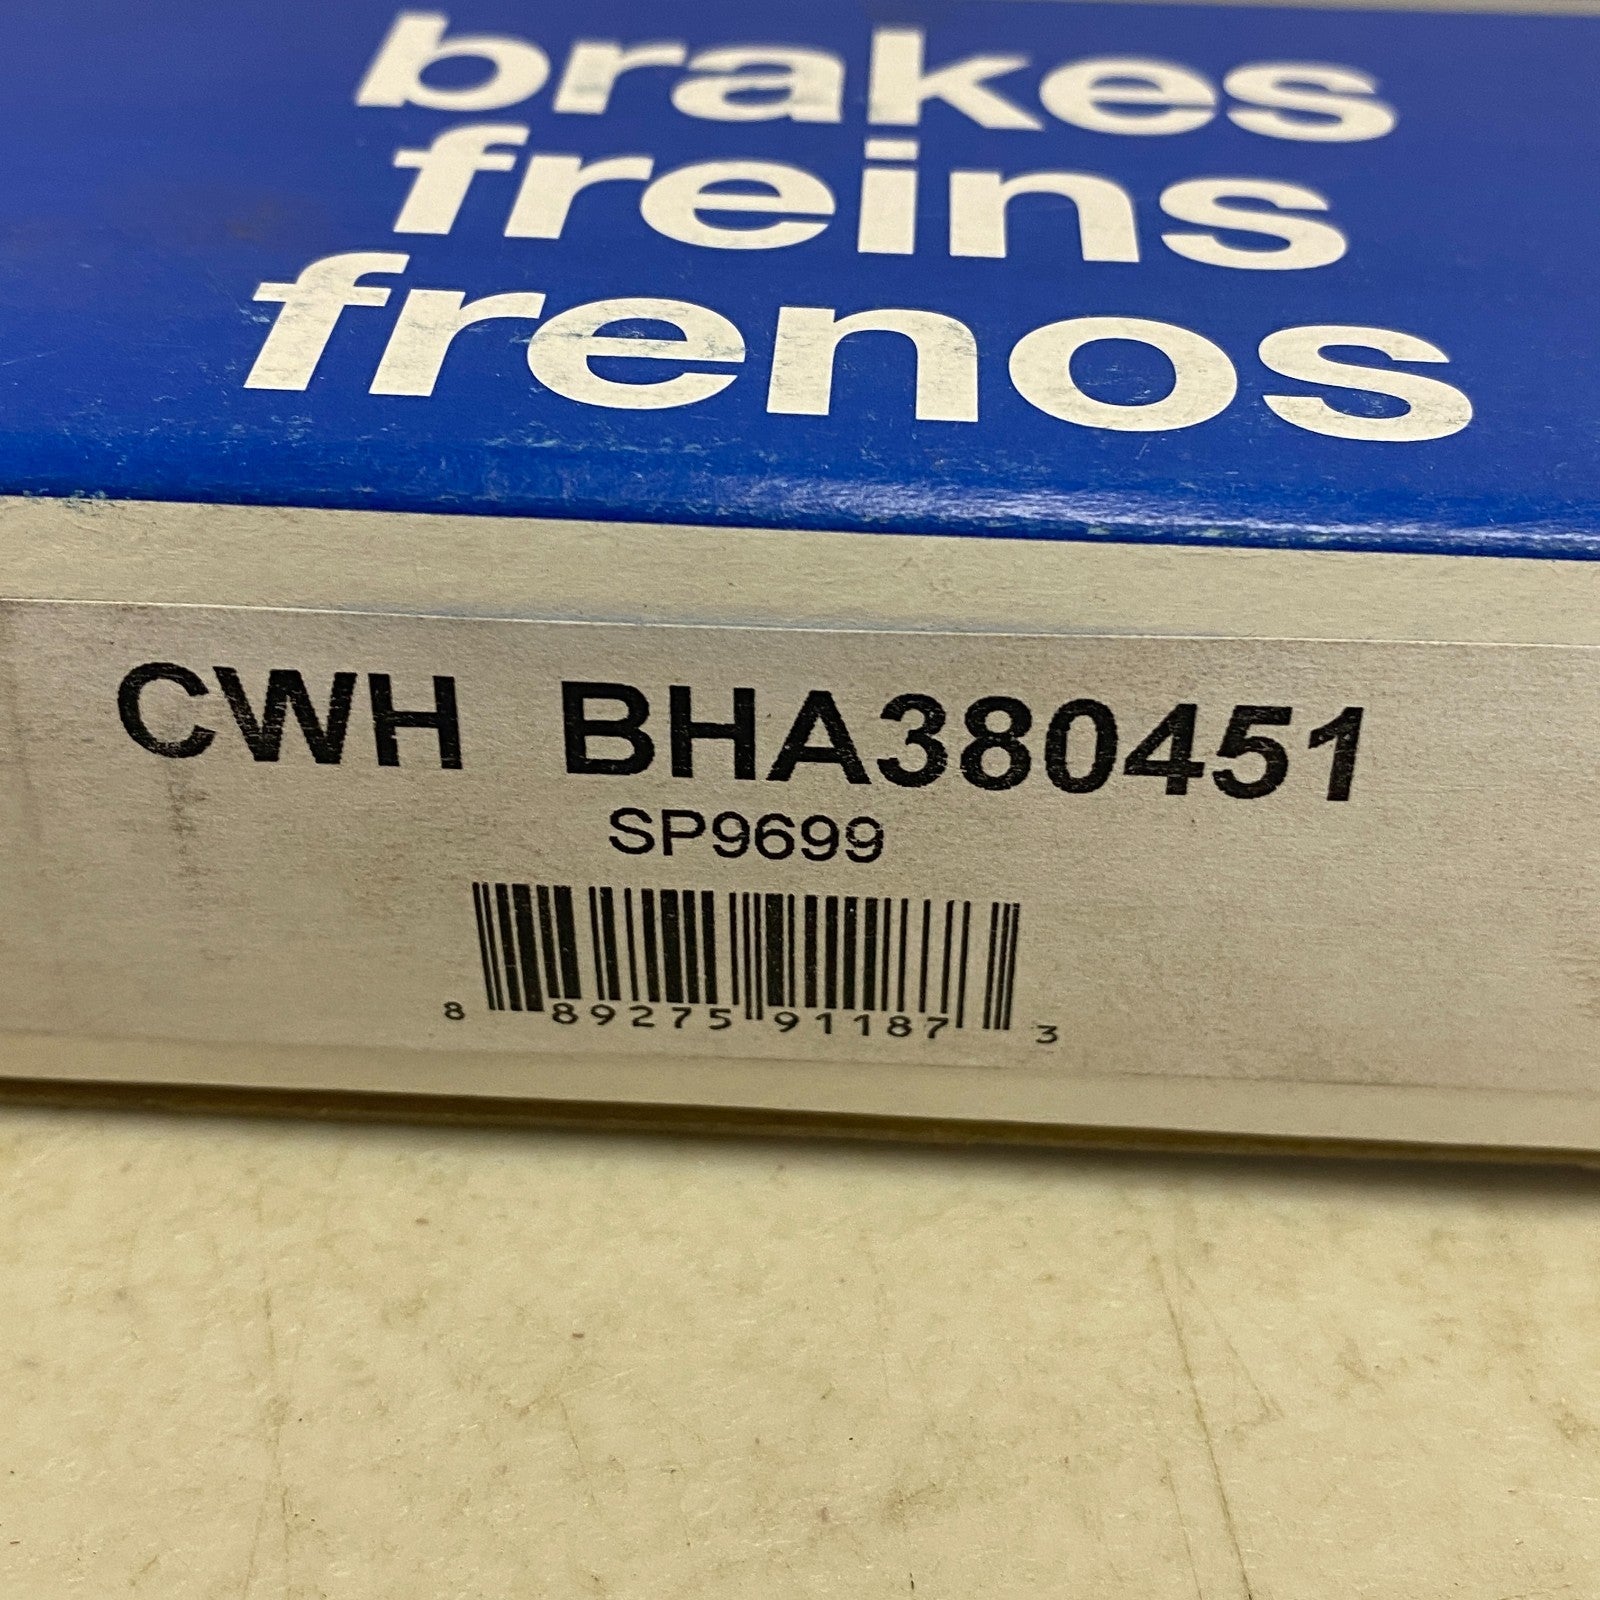 brakes
freins
frenos
CWH BHA380451
SP9699
8 89275 91187 3